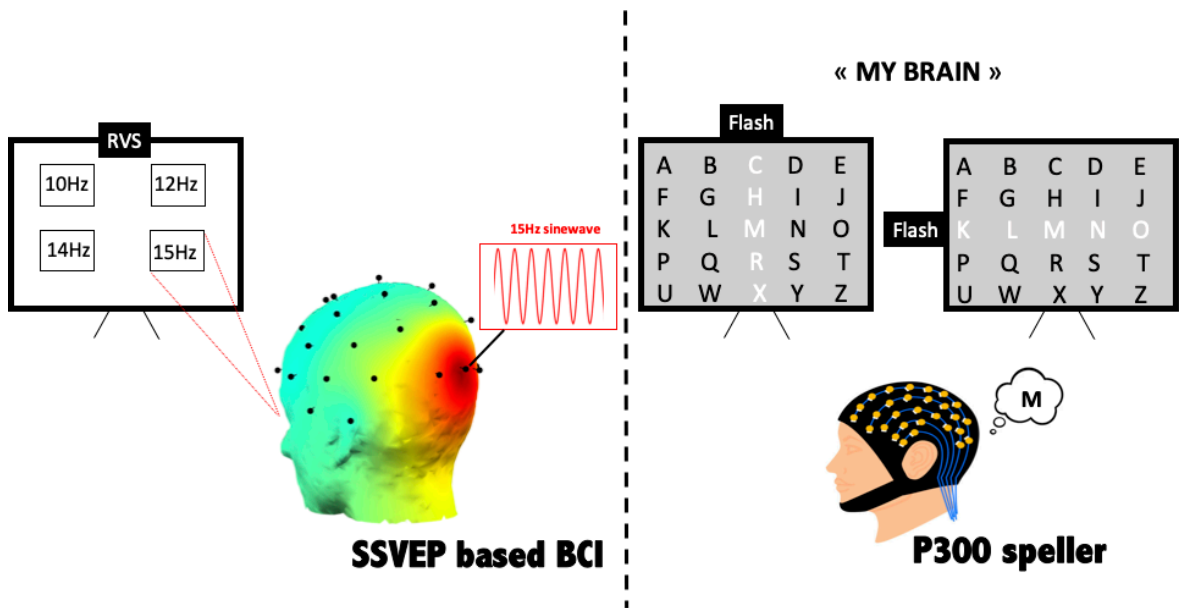 RVS
10Hz 12Hz
14Hz 15Hz
15Hz sinewave
SSVEP based BCI
« MY BRAIN »
Flash
A B C D E
F G H I J
K L M N O
P Q R S T
U W X Y Z
Flash
A B C D E
F G H I J
K L M N O
P Q R S T
U W X Y Z
M
P300 speller